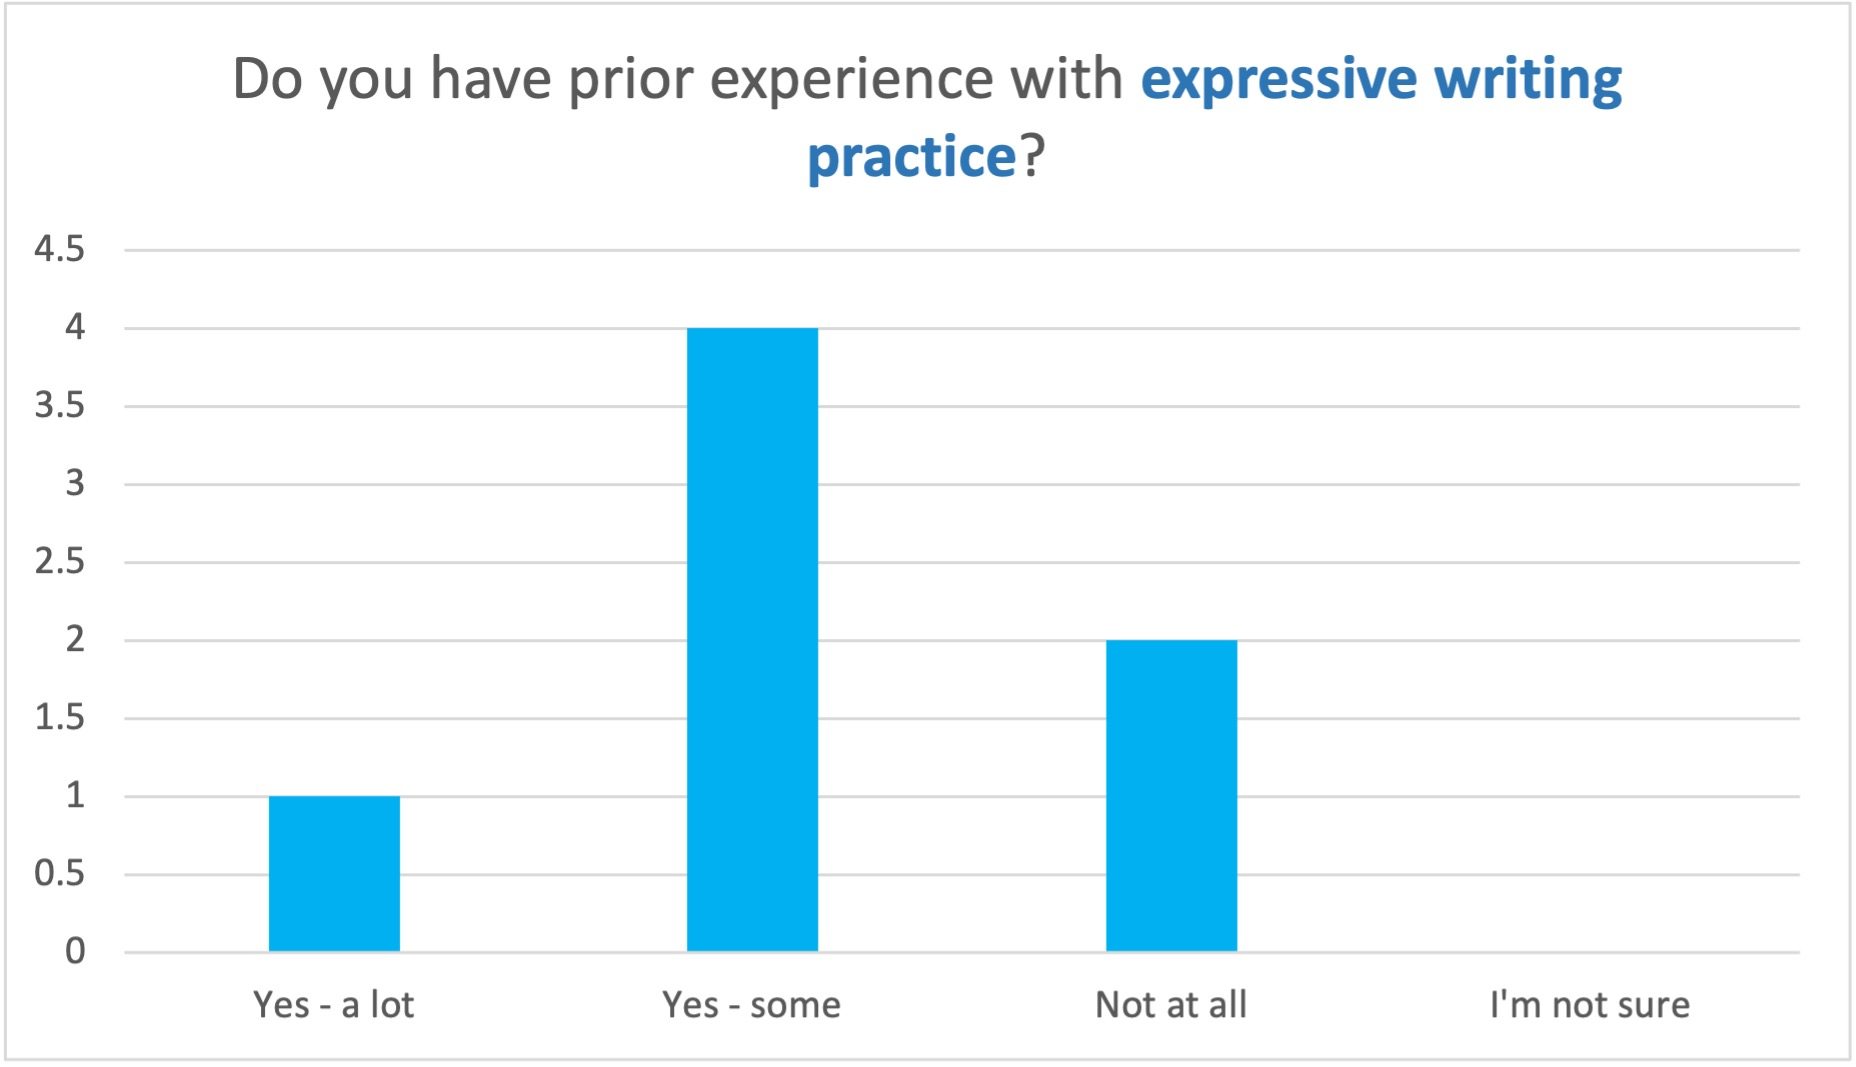 Do you have prior experience with expressive writing
practice?
4.5
4
3.5
3
2.5
2
1.5
1
0.5
0
Yes - a lot
Yes - some
Not at all
I'm not sure